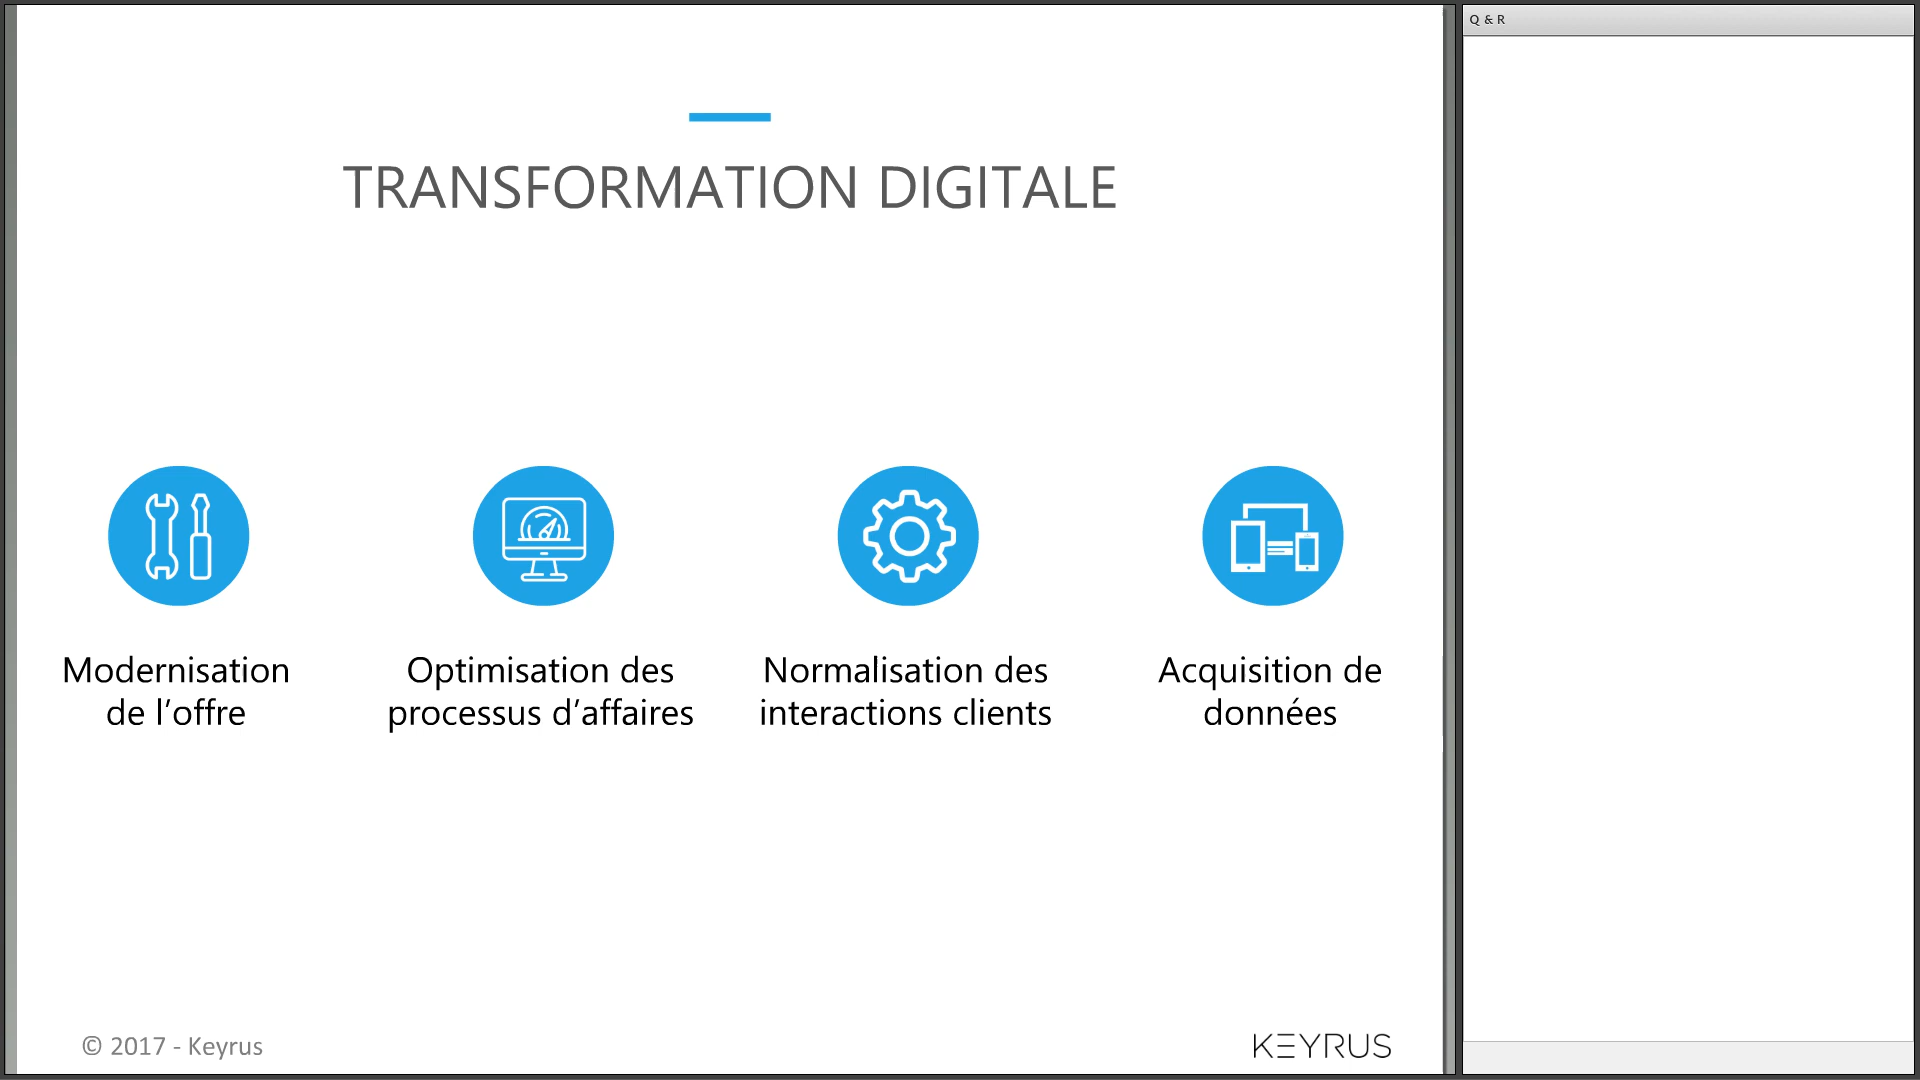 Q & R
TRANSFORMATION DIGITALE
Modernisation
de l’offre
Optimisation des
processus d’affaires
Normalisation des
interactions clients
Acquisition de
données
© 2017 - Keyrus
KEYRUS